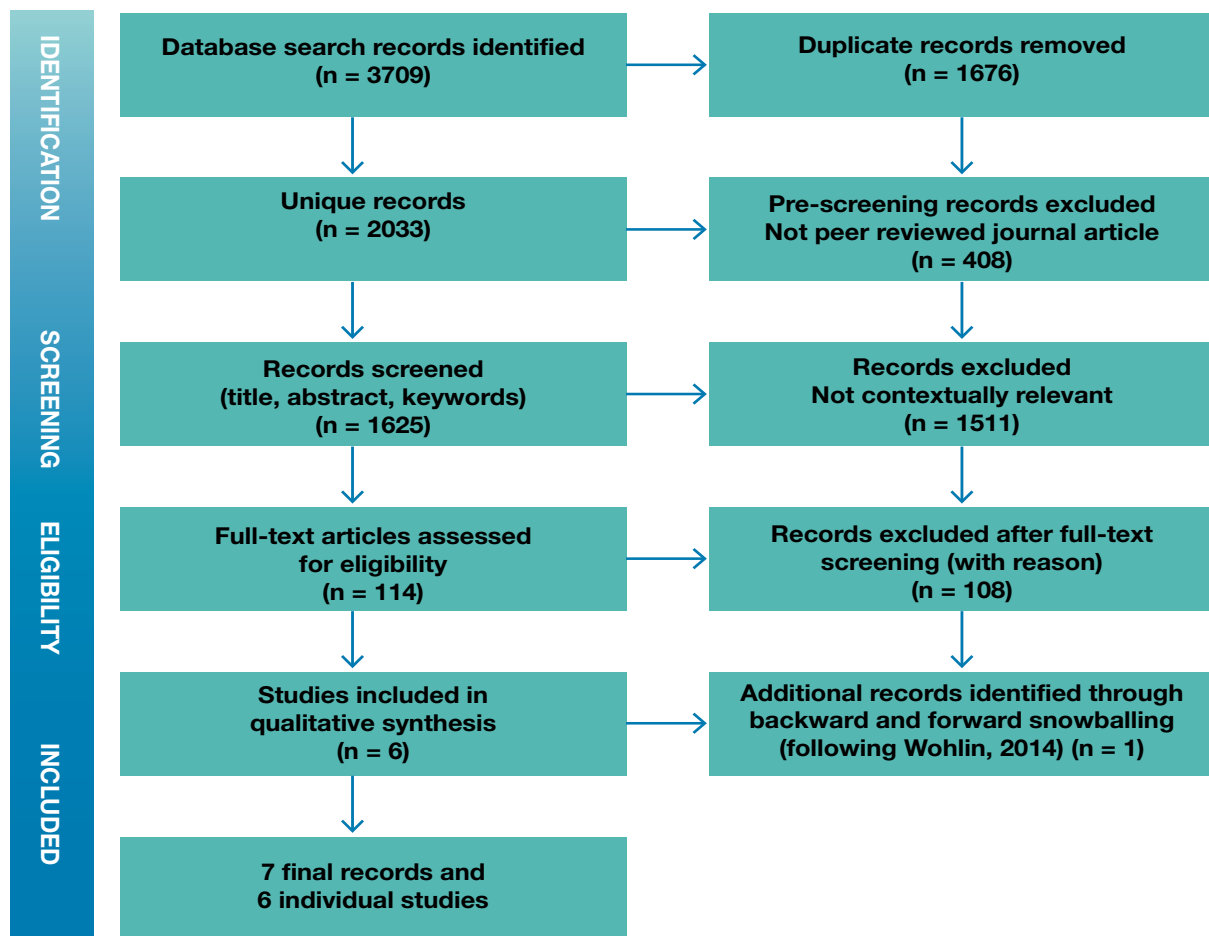 IDENTIFICATION
Database search records identified
(n = 3709)
Duplicate records removed
(n = 1676)
Unique records
(n = 2033)
Pre-screening records excluded
Not peer reviewed journal article
(n = 408)
SCREENING
Records screened
(title, abstract, keywords)
(n = 1625)
Records excluded
Not contextually relevant
(n = 1511)
ELIGIBILITY
Full-text articles assessed
for eligibility
(n = 114)
Records excluded after full-text
screening (with reason)
(n = 108)
INCLUDED
Studies included in
qualitative synthesis
(n = 6)
Additional records identified through
backward and forward snowballing
(following Wohlin, 2014) (n = 1)
7 final records and
6 individual studies